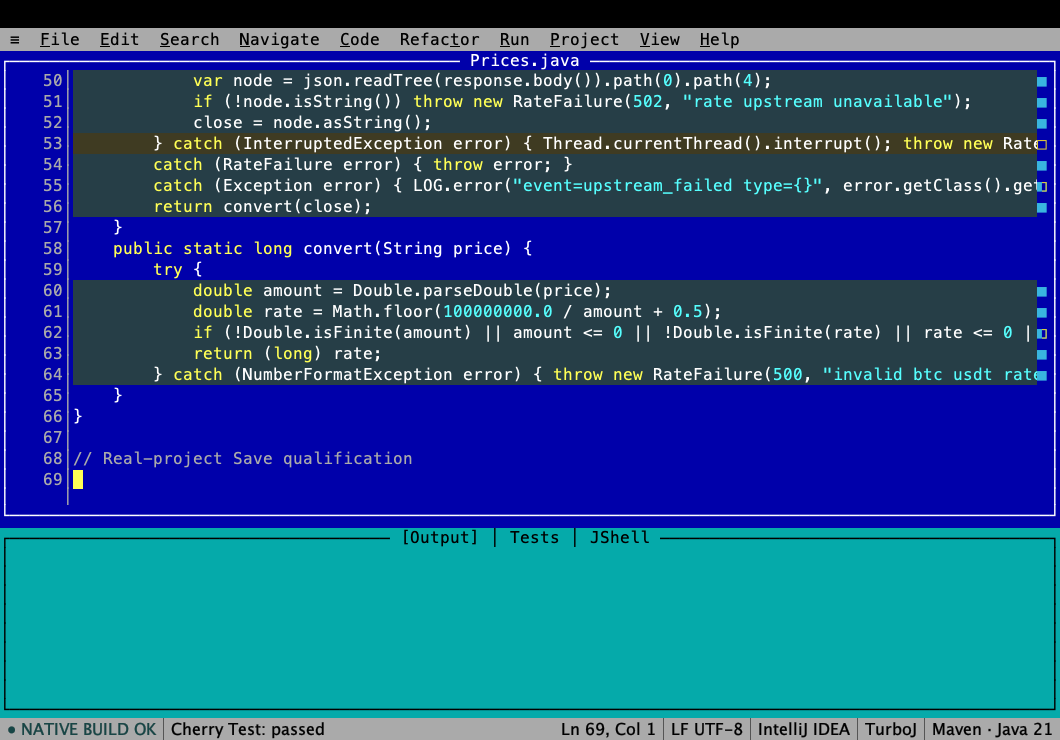 ≡ File Edit Search Navigate Code Refactor Run Project View Help
Prices.java
50 var node = json.readTree(response.body()).path(0).path(4);
51 if (!node.isString()) throw new RateFailure(502, "rate upstream unavailable");
52 close = node.asString();
53 } catch (InterruptedException error) { Thread.currentThread().interrupt(); throw new Rate
54 catch (RateFailure error) { throw error; }
55 catch (Exception error) { LOG.error("event=upstream_failed type={}", error.getClass().get
56 return convert(close);
57 }
58 public static long convert(String price) {
59 try {
60 double amount = Double.parseDouble(price);
61 double rate = Math.floor(100000000.0 / amount + 0.5);
62 if (!Double.isFinite(amount) || amount <= 0 || !Double.isFinite(rate) || rate <= 0 |
63 return (long) rate;
64 } catch (NumberFormatException error) { throw new RateFailure(500, "invalid btc usdt rate
65 }
66 }
67
68 // Real-project Save qualification
69
[Output] | Tests | JShell
• NATIVE BUILD OK Cherry Test: passed Ln 69, Col 1 LF UTF-8 IntelliJ IDEA TurboJ Maven · Java 21